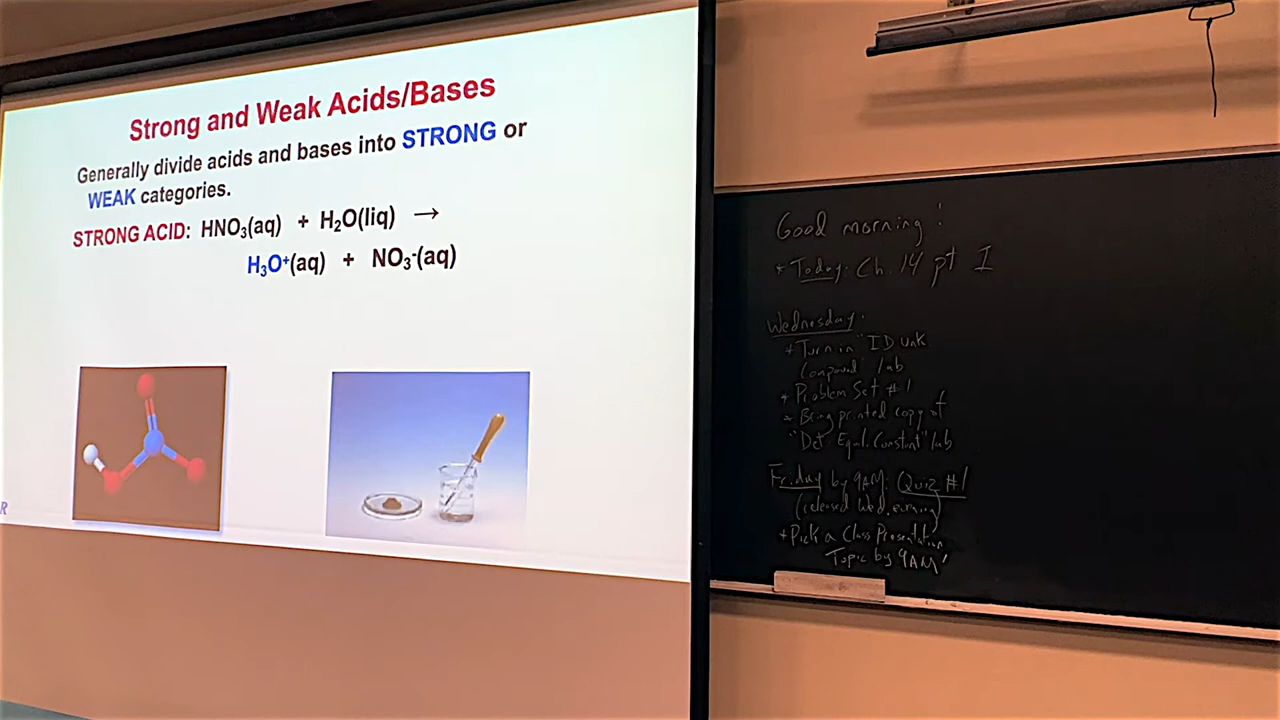 Strong and Weak Acids/Bases
Generally divide acids and bases into STRONG or
WEAK categories.
STRONG ACID: HNO₃(aq) + H₂O(liq) →
H₃O⁺(aq) + NO₃⁻(aq)
R
Good morning!
* Today: Ch. 14 pt I
Wednesday:
* Turn in "ID Unk
Compound" lab
* Problem Set #1
* Bring printed copy of
"Det. Equil. Constant" lab
Friday by 9AM: Quiz #1
(released Wed. evening)
* Pick a Class Presentation
Topic by 9AM!